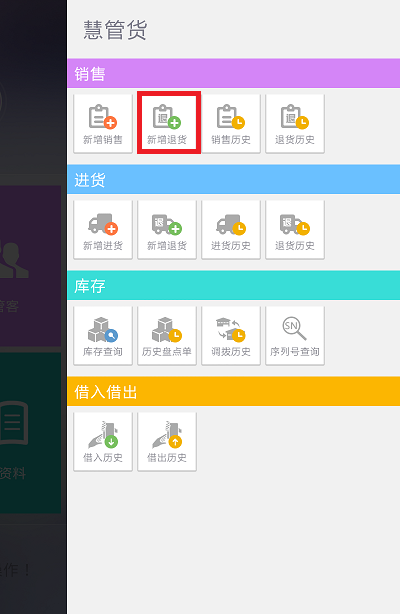 慧管货
销售
新增销售 新增退货 销售历史 退货历史
进货
新增进货 新增退货 进货历史 退货历史
库存
库存查询 历史盘点单 调拨历史 序列号查询
借入借出
借入历史 借出历史
管客
资料
操作！